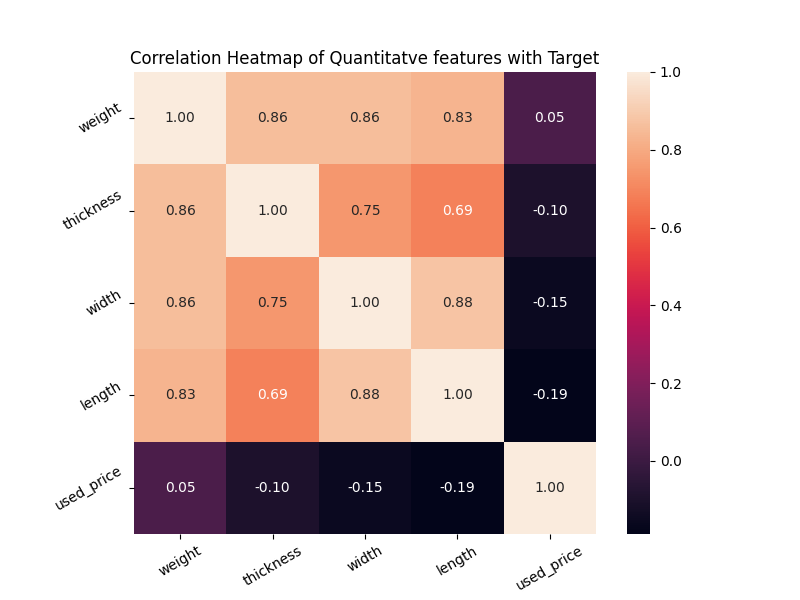 Correlation Heatmap of Quantitatve features with Target
weight 1.00 0.86 0.86 0.83 0.05
thickness 0.86 1.00 0.75 0.69 -0.10
width 0.86 0.75 1.00 0.88 -0.15
length 0.83 0.69 0.88 1.00 -0.19
used_price 0.05 -0.10 -0.15 -0.19 1.00
weight thickness width length used_price
1.0
0.8
0.6
0.4
0.2
0.0